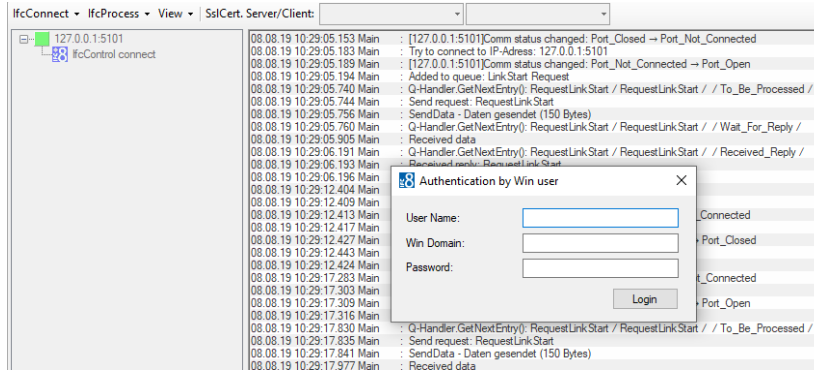 IfcConnect IfcProcess View SslCert. Server/Client:
127.0.0.1:5101
IfcControl connect
08.08.19 10:29:05.153 Main : [127.0.0.1:5101]Comm status changed: Port_Closed → Port_Not_Connected
08.08.19 10:29:05.183 Main : Try to connect to IP-Adress: 127.0.0.1:5101
08.08.19 10:29:05.189 Main : [127.0.0.1:5101]Comm status changed: Port_Not_Connected → Port_Open
08.08.19 10:29:05.194 Main : Added to queue: LinkStart Request
08.08.19 10:29:05.740 Main : Q-Handler.GetNextEntry(): RequestLinkStart / RequestLinkStart / / To_Be_Processed /
08.08.19 10:29:05.744 Main : Send request: RequestLinkStart
08.08.19 10:29:05.756 Main : SendData - Daten gesendet (150 Bytes)
08.08.19 10:29:05.760 Main : Q-Handler.GetNextEntry(): RequestLinkStart / RequestLinkStart / / Wait_For_Reply /
08.08.19 10:29:05.905 Main : Received data
08.08.19 10:29:06.191 Main : Q-Handler.GetNextEntry(): RequestLinkStart / RequestLinkStart / / Received_Reply /
08.08.19 10:29:06.193 Main : Received reply: RequestLinkStart
08.08.19 10:29:06.196 Main
08.08.19 10:29:12.404 Main
08.08.19 10:29:12.409 Main
08.08.19 10:29:12.413 Main _Connected
08.08.19 10:29:12.417 Main
08.08.19 10:29:12.427 Main Port_Closed
08.08.19 10:29:12.443 Main
08.08.19 10:29:12.424 Main
08.08.19 10:29:17.283 Main t_Connected
08.08.19 10:29:17.303 Main
08.08.19 10:29:17.309 Main Port_Open
08.08.19 10:29:17.316 Main
08.08.19 10:29:17.830 Main : Q-Handler.GetNextEntry(): RequestLinkStart / RequestLinkStart / / To_Be_Processed /
08.08.19 10:29:17.835 Main : Send request: RequestLinkStart
08.08.19 10:29:17.841 Main : SendData - Daten gesendet (150 Bytes)
08.08.19 10:29:17.977 Main : Received data
Authentication by Win user
User Name:
Win Domain:
Password:
Login